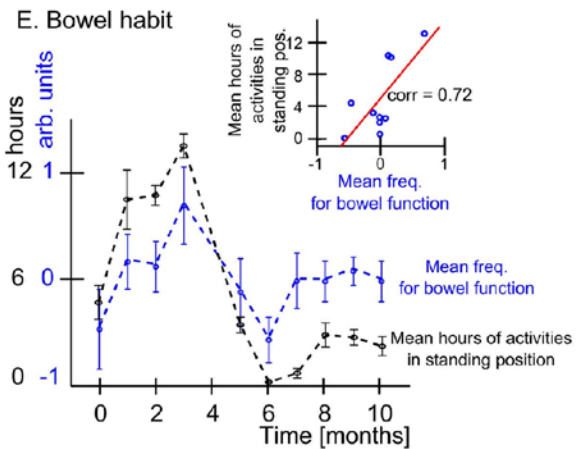 E. Bowel habit
Mean hours of
activities in
standing pos.
12
8
4
0
corr = 0.72
-1
0
1
Mean freq.
for bowel function
hours
arb. units
12
1
6
0
0
-1
Mean freq.
for bowel function
Mean hours of activities
in standing position
0
2
4
6
8
10
Time [months]